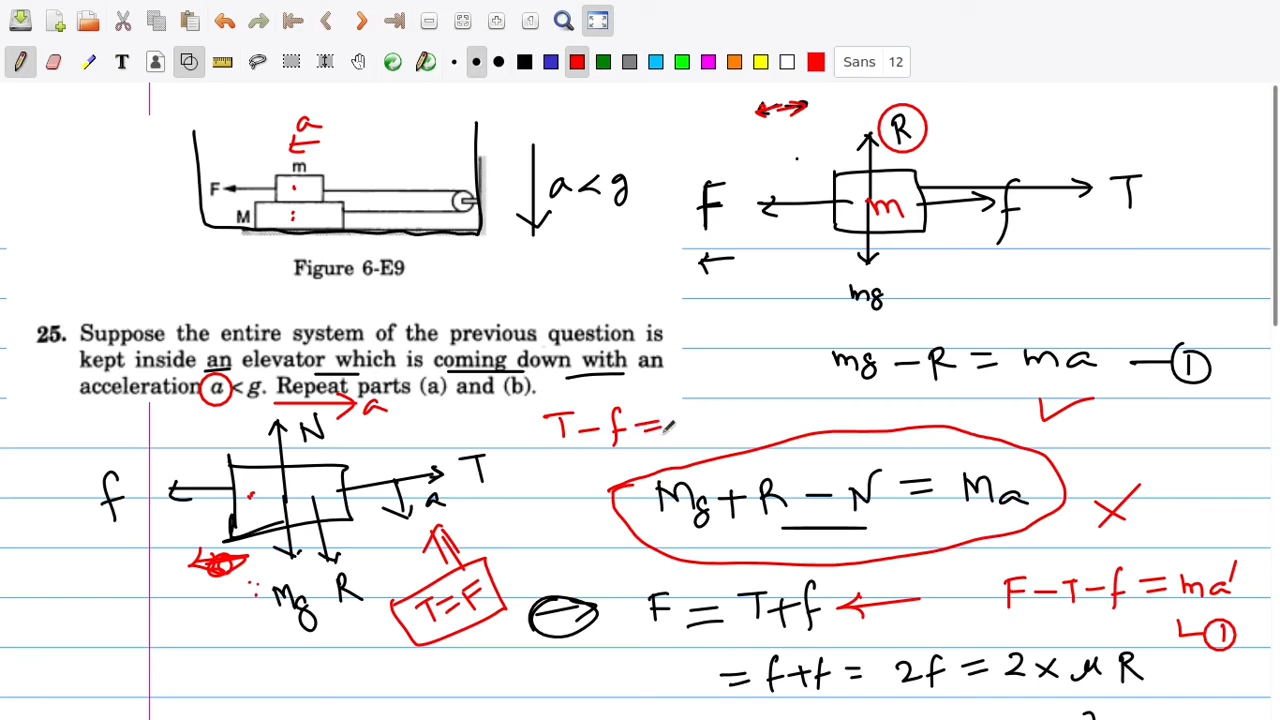 Sans 12
a
m
F
M
a < g
Figure 6-E9
R
F
m
f
T
mg
25. Suppose the entire system of the previous question is
kept inside an elevator which is coming down with an
acceleration a < g. Repeat parts (a) and (b).
mg - R = ma — ①
a
T - f =
N
f
T
a
Mg
R
T = F
Mg + R - N = Ma
F - T - f = ma'
①
F = T + f
= f + f = 2f = 2 × μ R